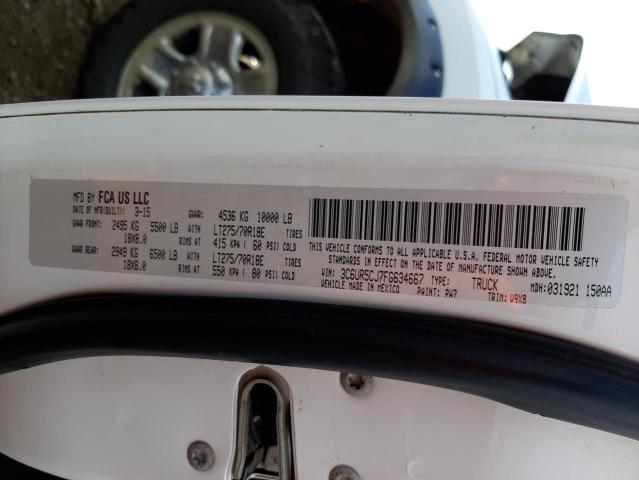 MFD BY FCA US LLC
DATE OF MFR(BUILT): 3-15 GVWR: 4536 KG 10000 LB
GAWR FRONT: 2495 KG 5500 LB WITH LT275/70R18E TIRES
18X8.0 RIMS AT 415 KPA ( 60 PSI) COLD
GAWR REAR: 2949 KG 6500 LB WITH LT275/70R18E TIRES
18X8.0 RIMS AT 550 KPA ( 80 PSI) COLD
THIS VEHICLE CONFORMS TO ALL APPLICABLE U.S.A. FEDERAL MOTOR VEHICLE SAFETY
STANDARDS IN EFFECT ON THE DATE OF MANUFACTURE SHOWN ABOVE.
VIN: 3C6UR5CJ7FG634667 TYPE: TRUCK MDH: 031921 150AA
VEHICLE MADE IN MEXICO PAINT: PW7 TRIM: V9X8